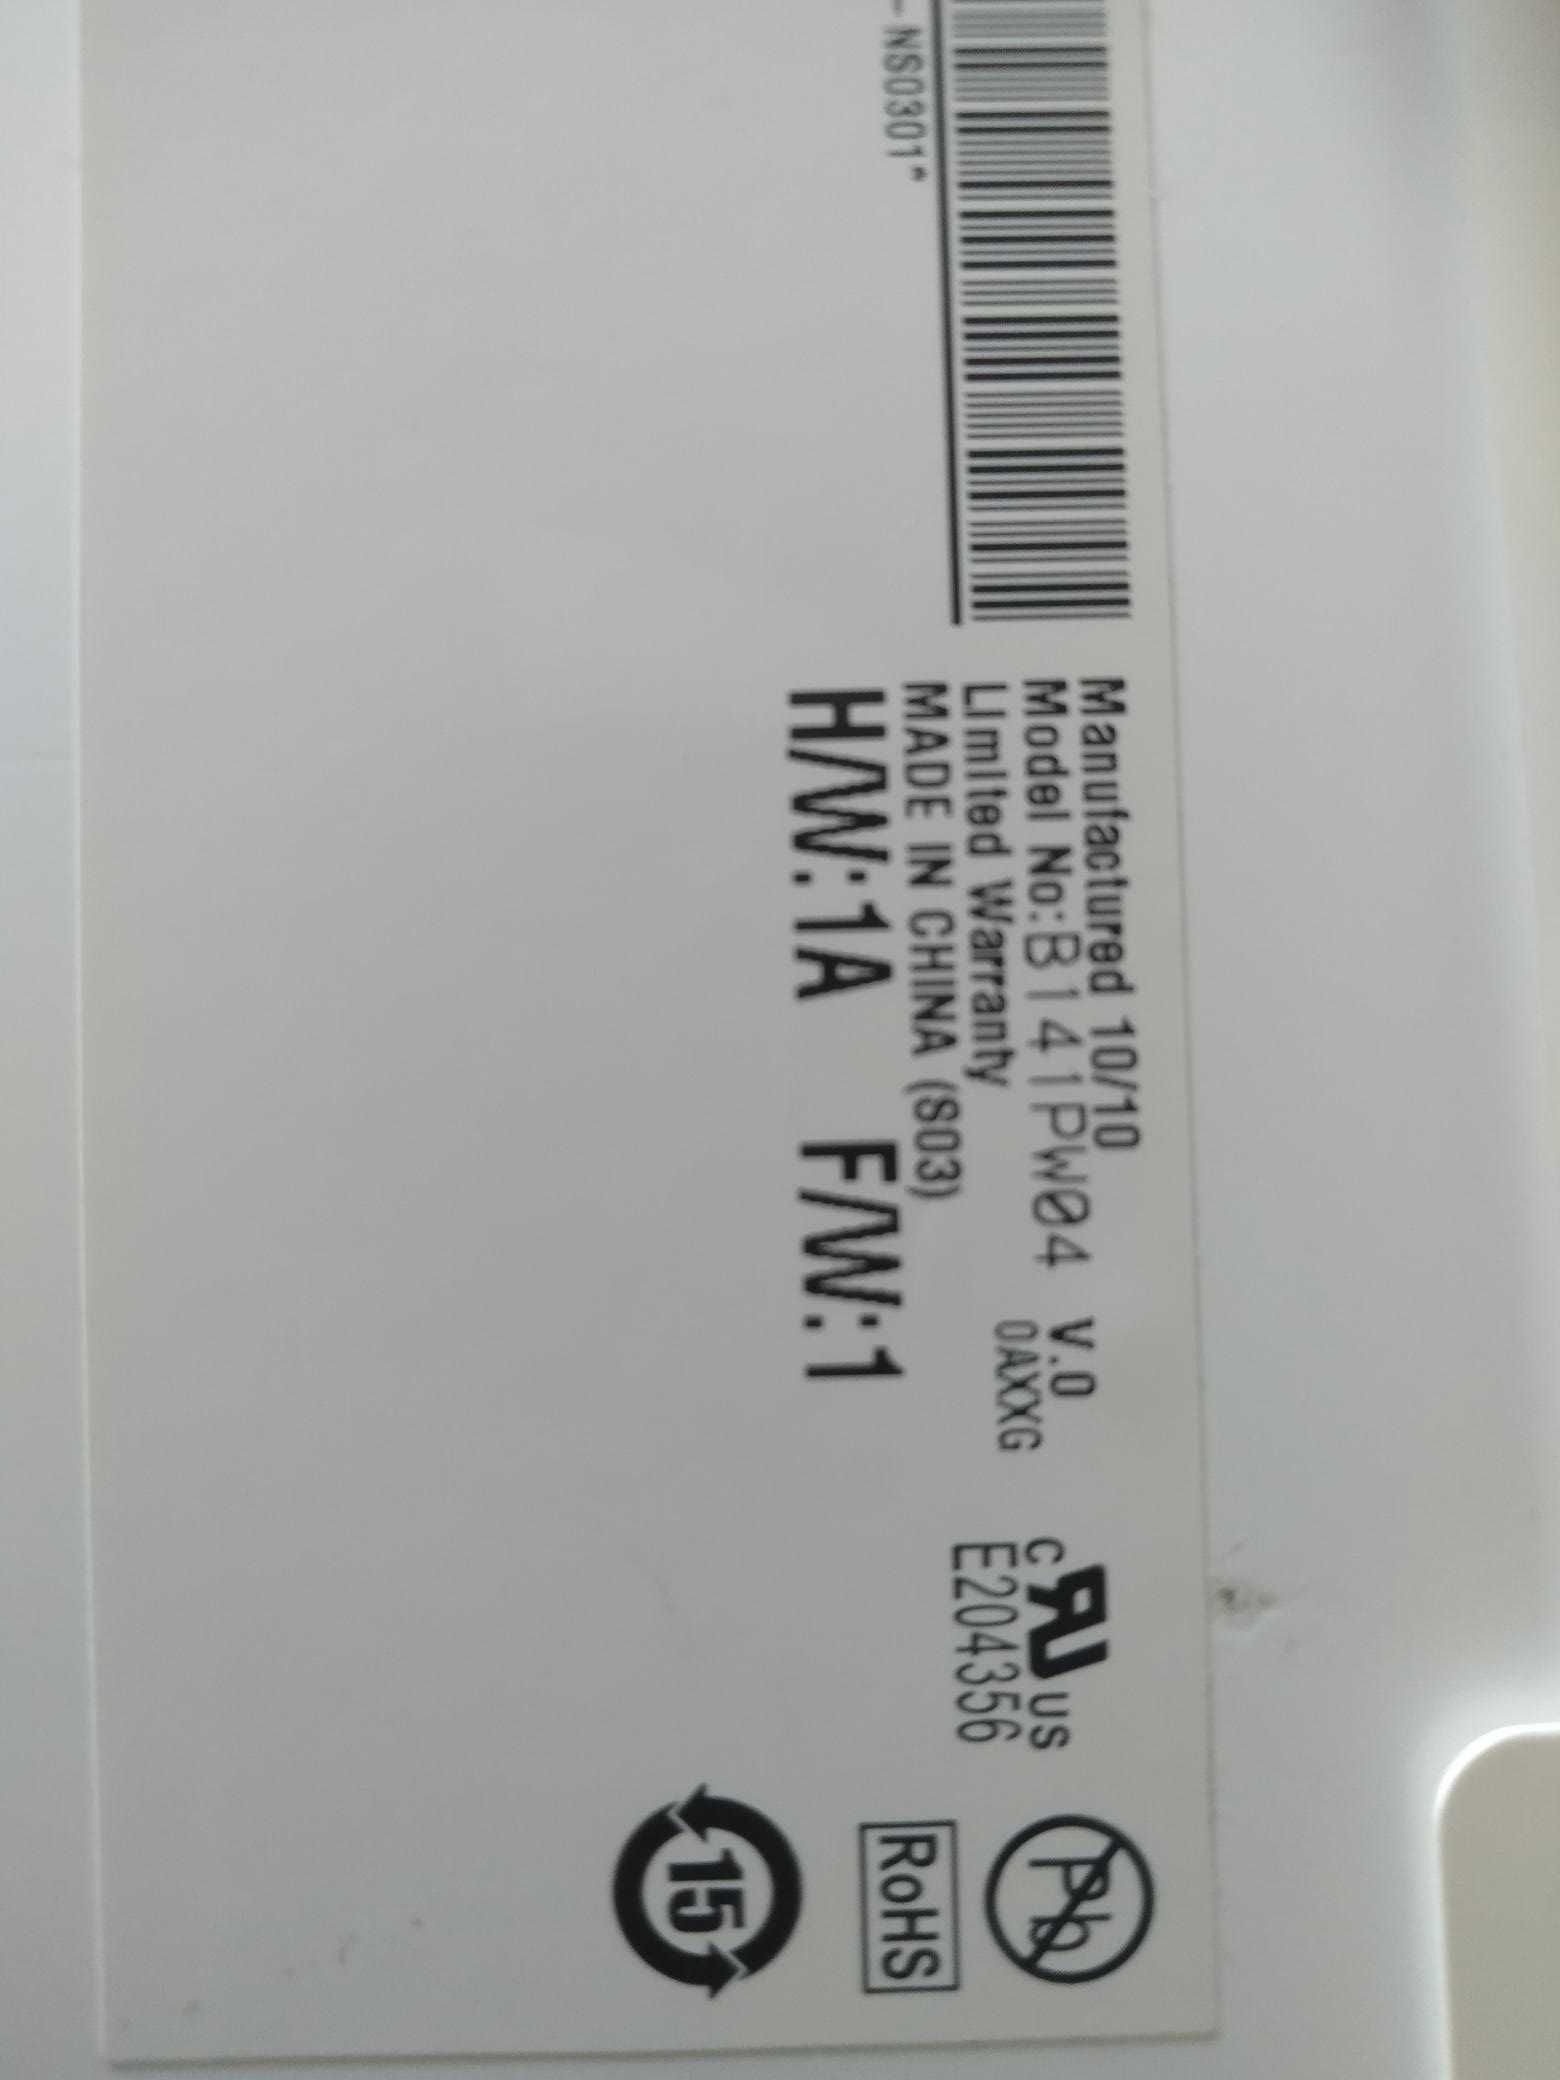 - NS0301*
Manufactured 10/10
Model No:B141PW04 V.0
Limited Warranty
0AXXG
MADE IN CHINA (S03)
H/W:1A F/W:1
c RU us
E204356
Pb
RoHS
15